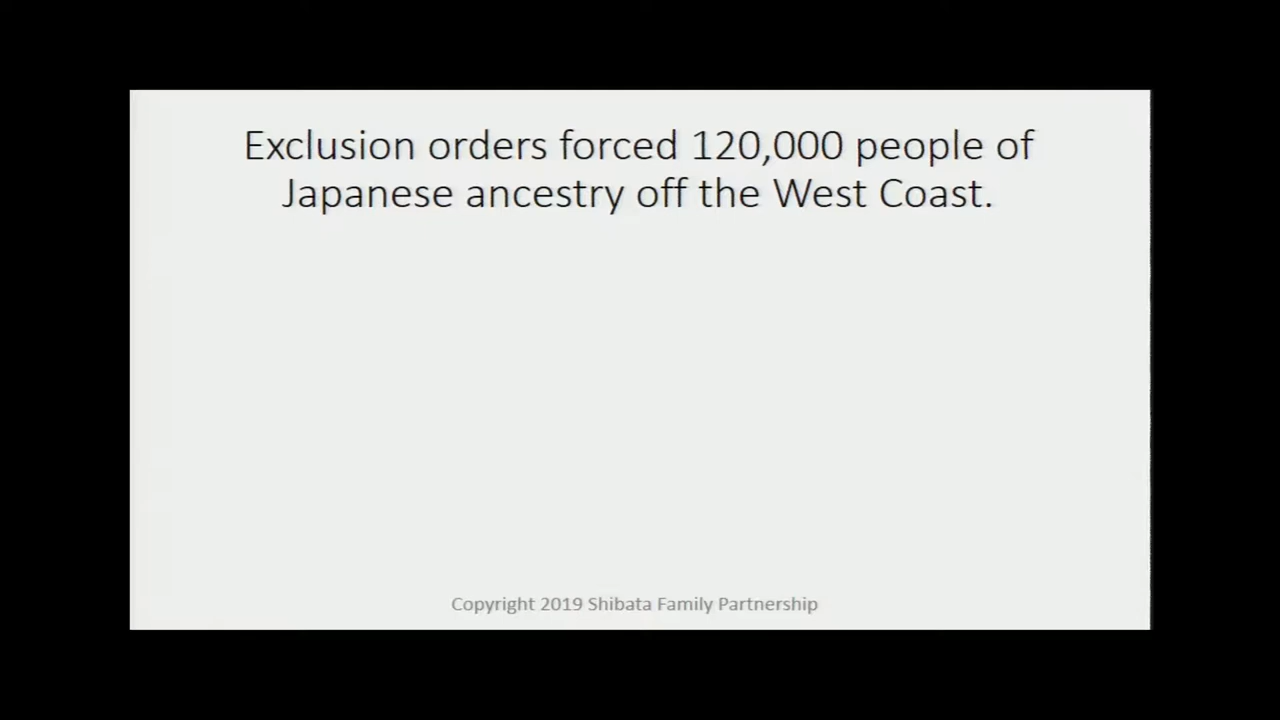 Exclusion orders forced 120,000 people of
Japanese ancestry off the West Coast.
Copyright 2019 Shibata Family Partnership